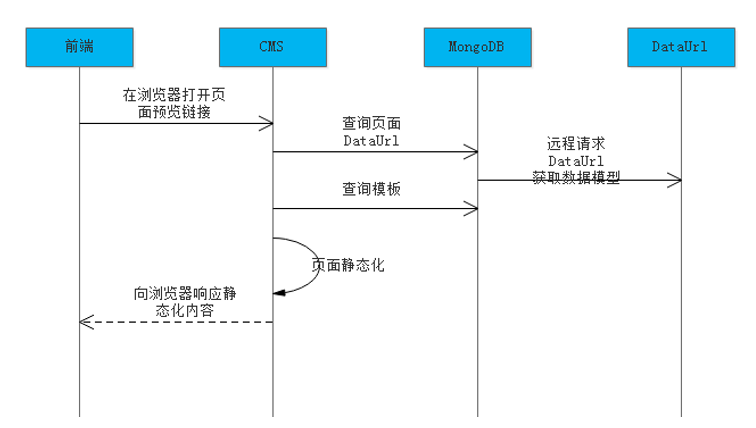 前端
CMS
MongoDB
DataUrl
在浏览器打开页
面预览链接
查询页面
DataUrl
远程请求
DataUrl
获取数据模型
查询模板
页面静态化
向浏览器响应静
态化内容